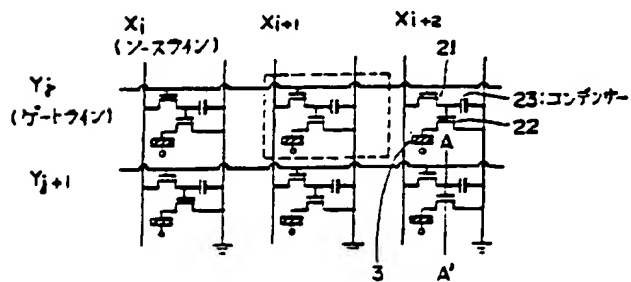 Xi Xi+1 Xi+2
(ソースライン) 21
Yj
(ゲートライン)
23:コンデンサー
22
A
Yj+1
3 A'